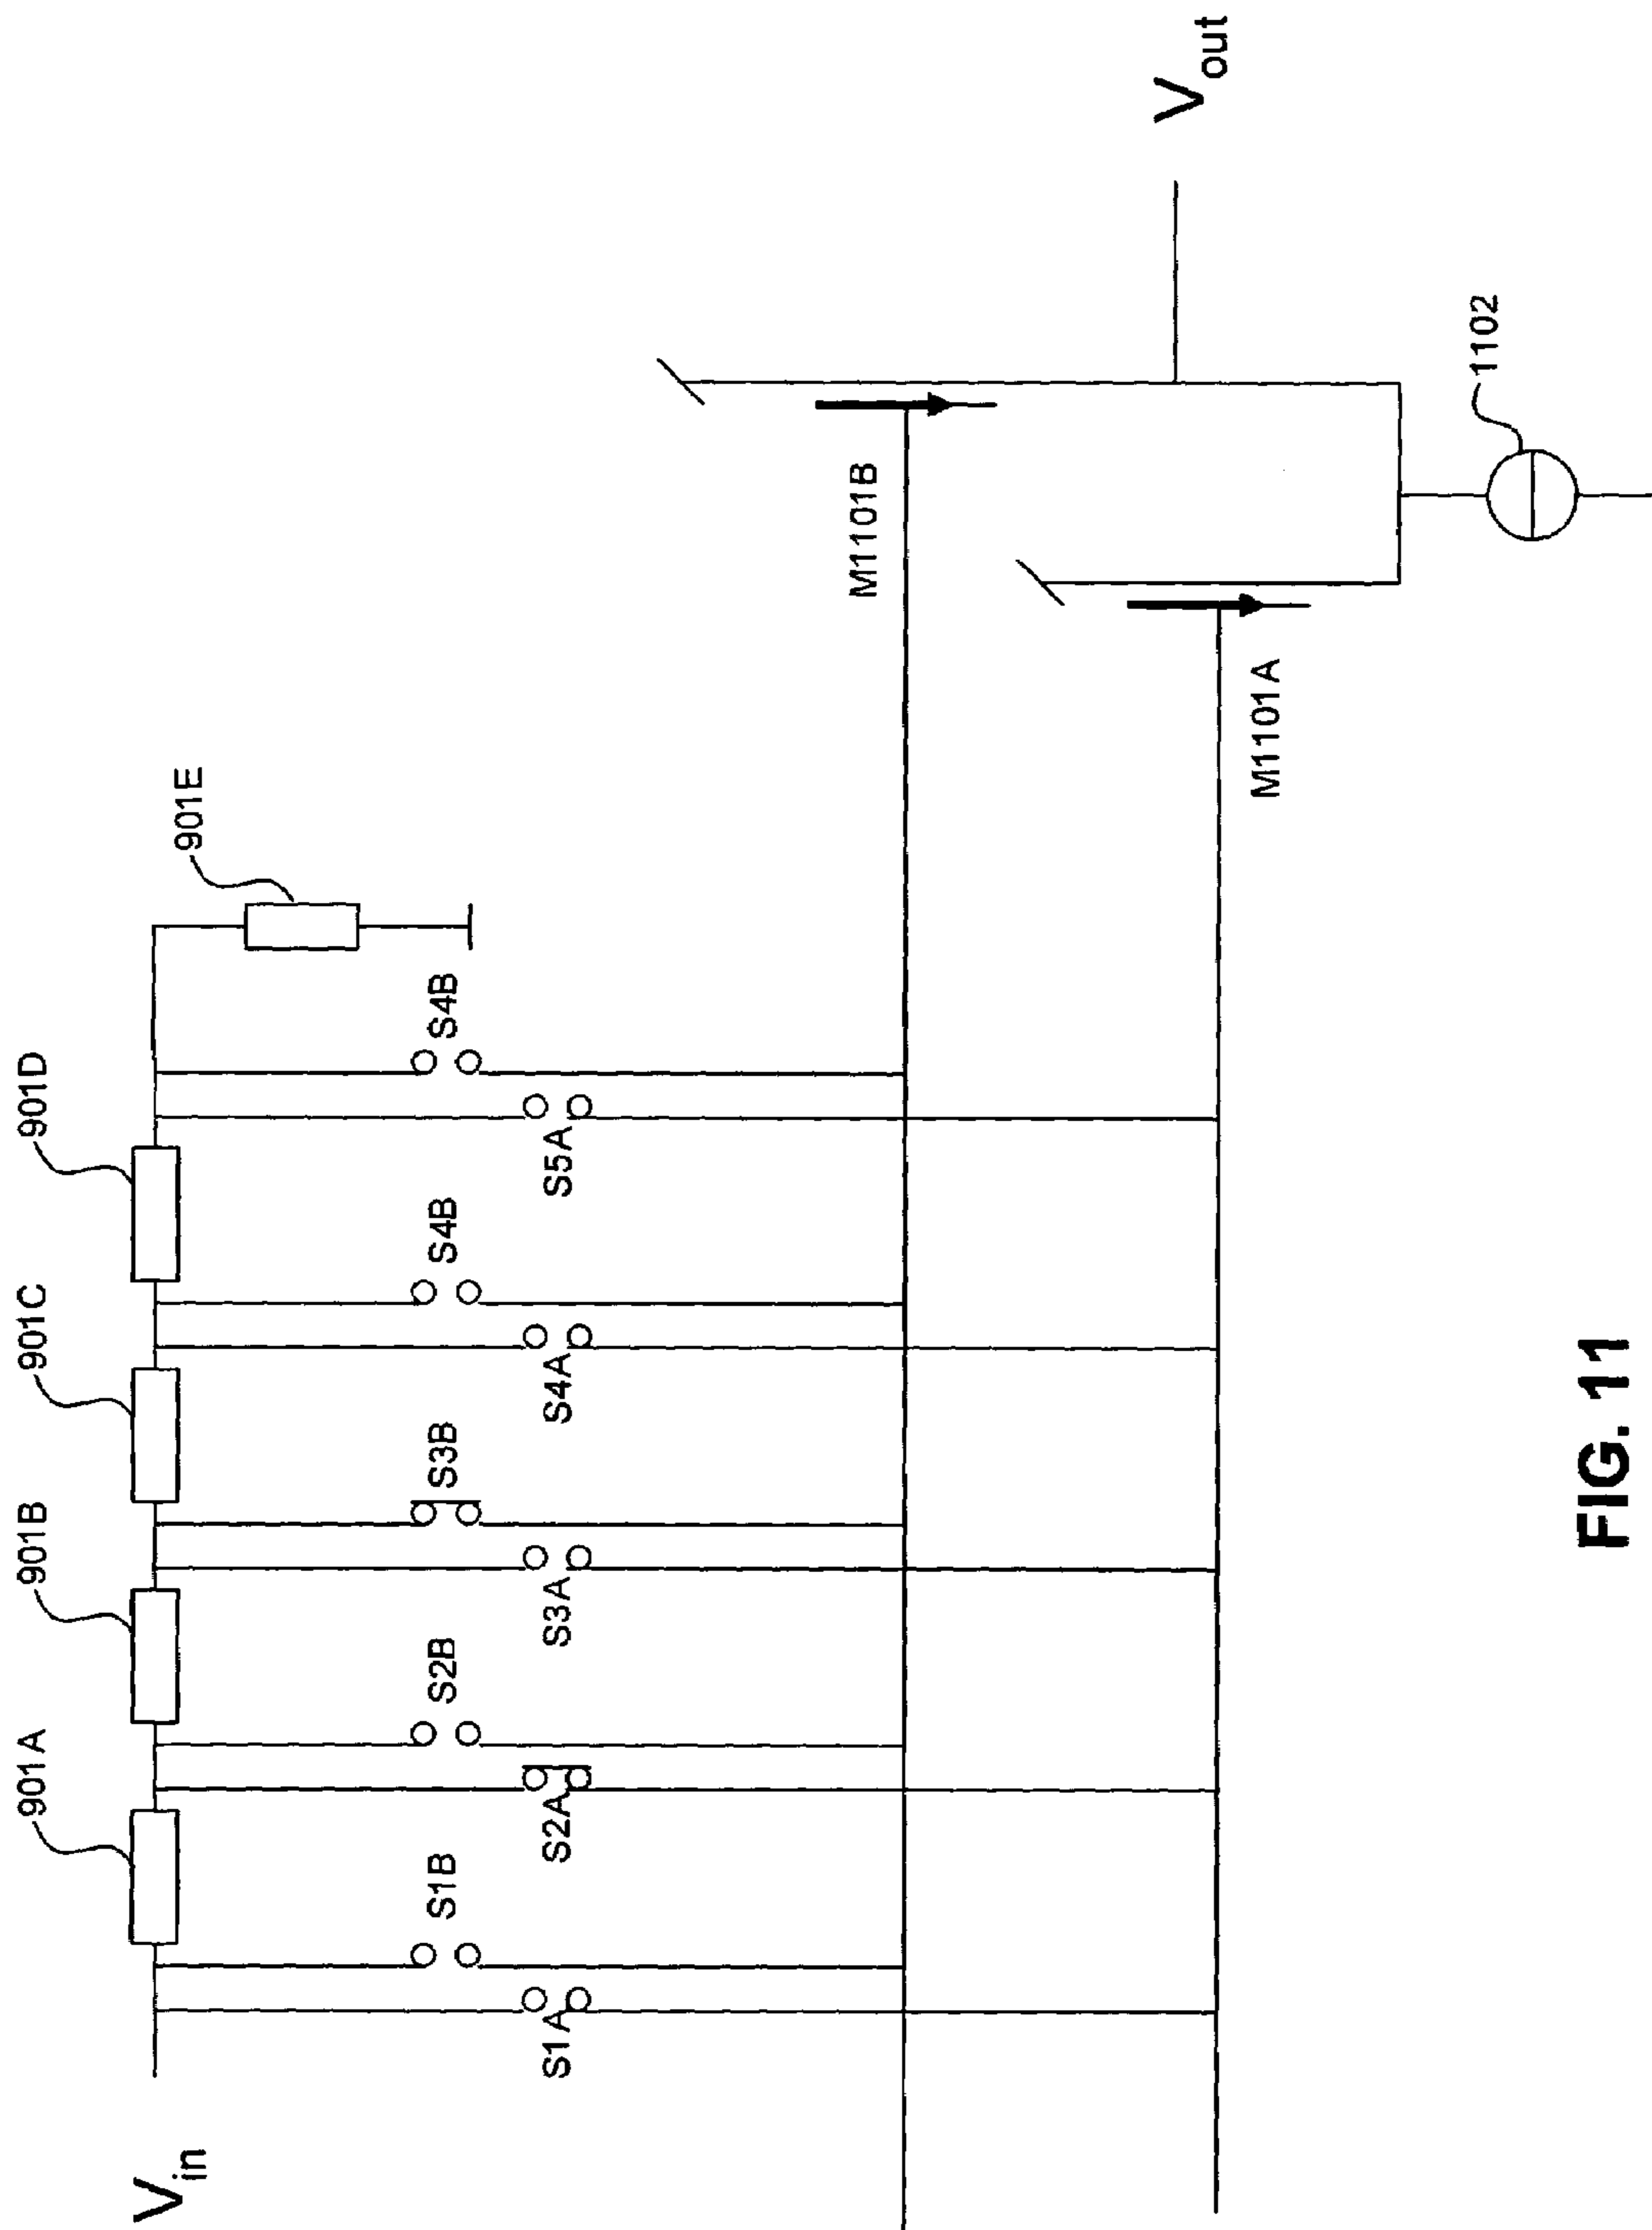 901A
901B
901C
901D
901E
Vin
S1B
S2B
S3B
S4B
S4B
S1A
S2A
S3A
S4A
S5A
M1101B
M1101A
Vout
1102
FIG. 11